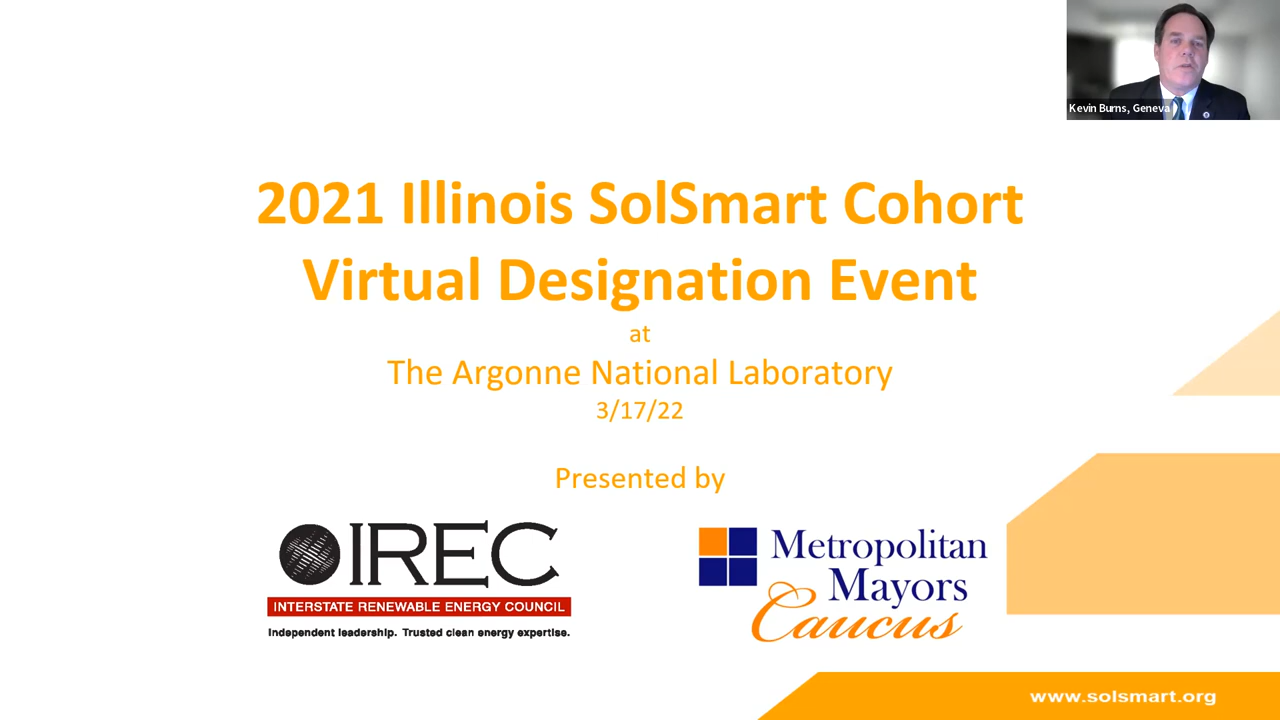 Kevin Burns, Geneva
2021 Illinois SolSmart Cohort
Virtual Designation Event
at
The Argonne National Laboratory
3/17/22
Presented by
IREC
INTERSTATE RENEWABLE ENERGY COUNCIL
Independent leadership. Trusted clean energy expertise.
Metropolitan
Mayors
Caucus
www.solsmart.org